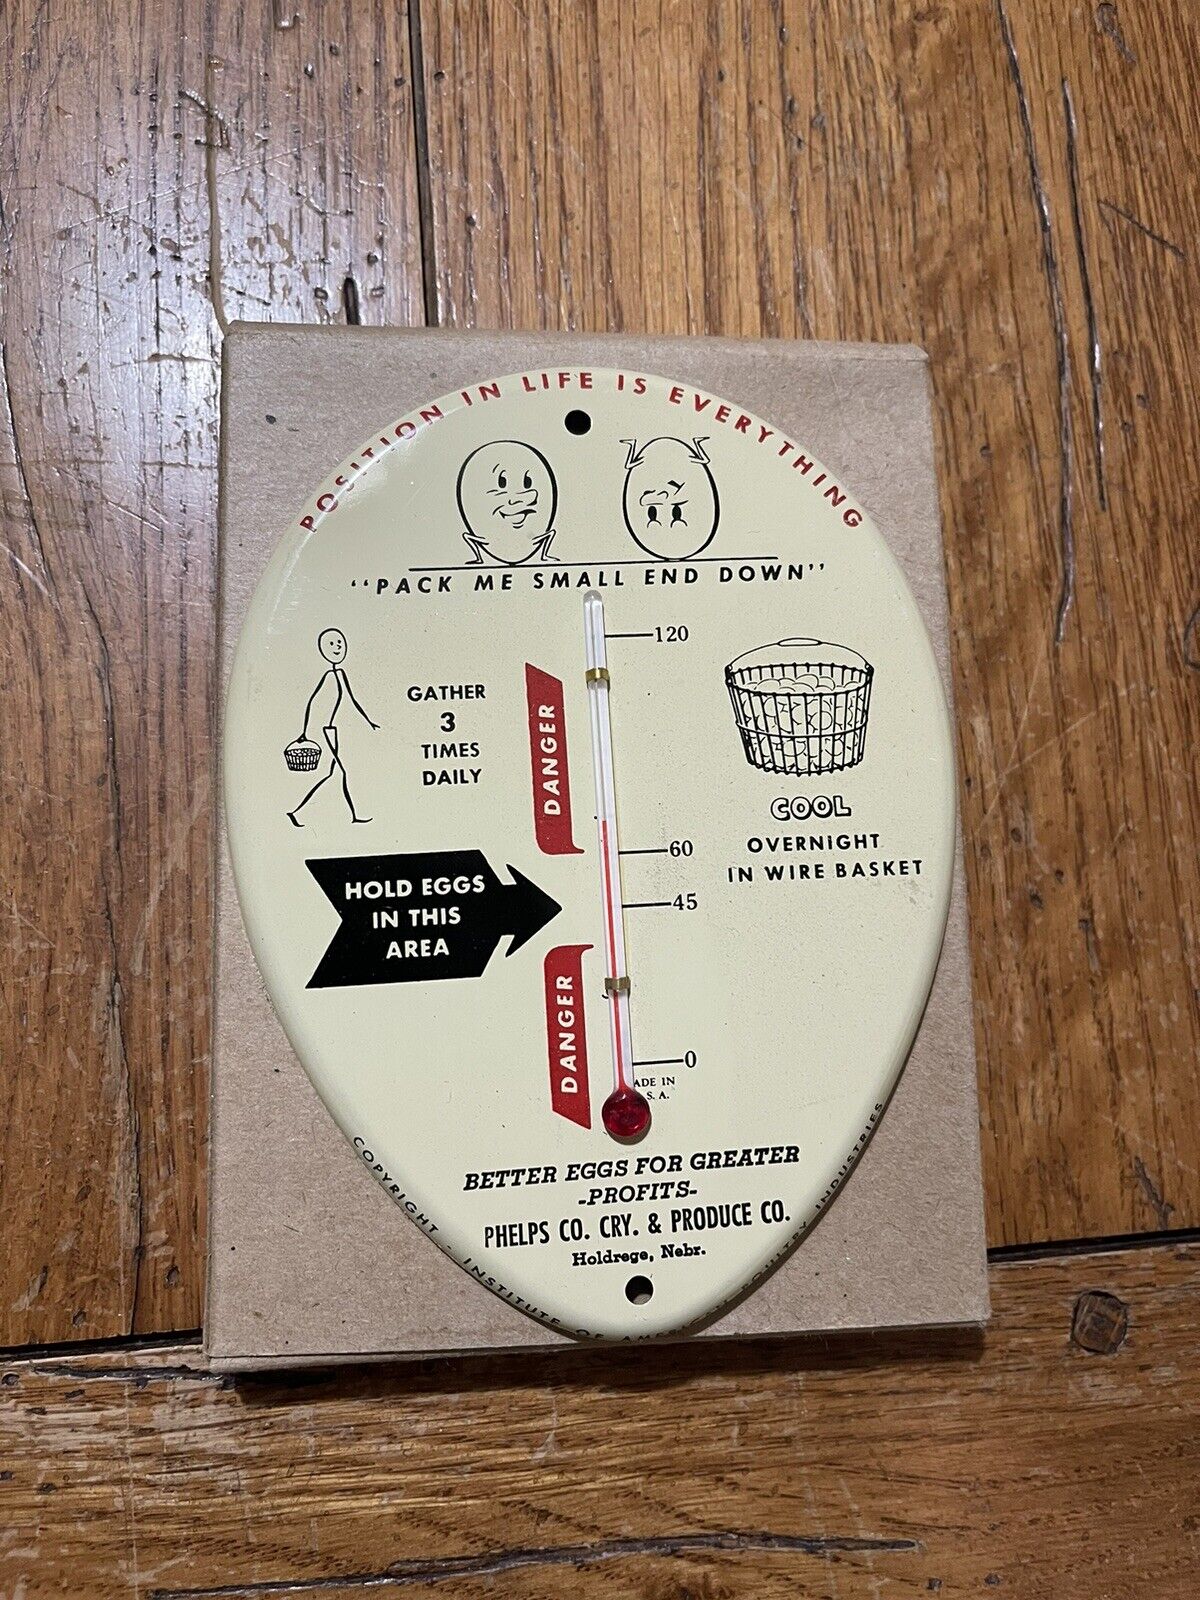 POSITION IN LIFE IS EVERYTHING
“PACK ME SMALL END DOWN”
GATHER
3
TIMES
DAILY
DANGER
120
COOL
OVERNIGHT
IN WIRE BASKET
60
45
HOLD EGGS
IN THIS
AREA
DANGER
0
ADE IN
S. A.
BETTER EGGS FOR GREATER
-PROFITS-
PHELPS CO. CRY. & PRODUCE CO.
Holdrege, Nebr.
COPYRIGHT - INSTITUTE OF AMERICAN POULTRY INDUSTRIES